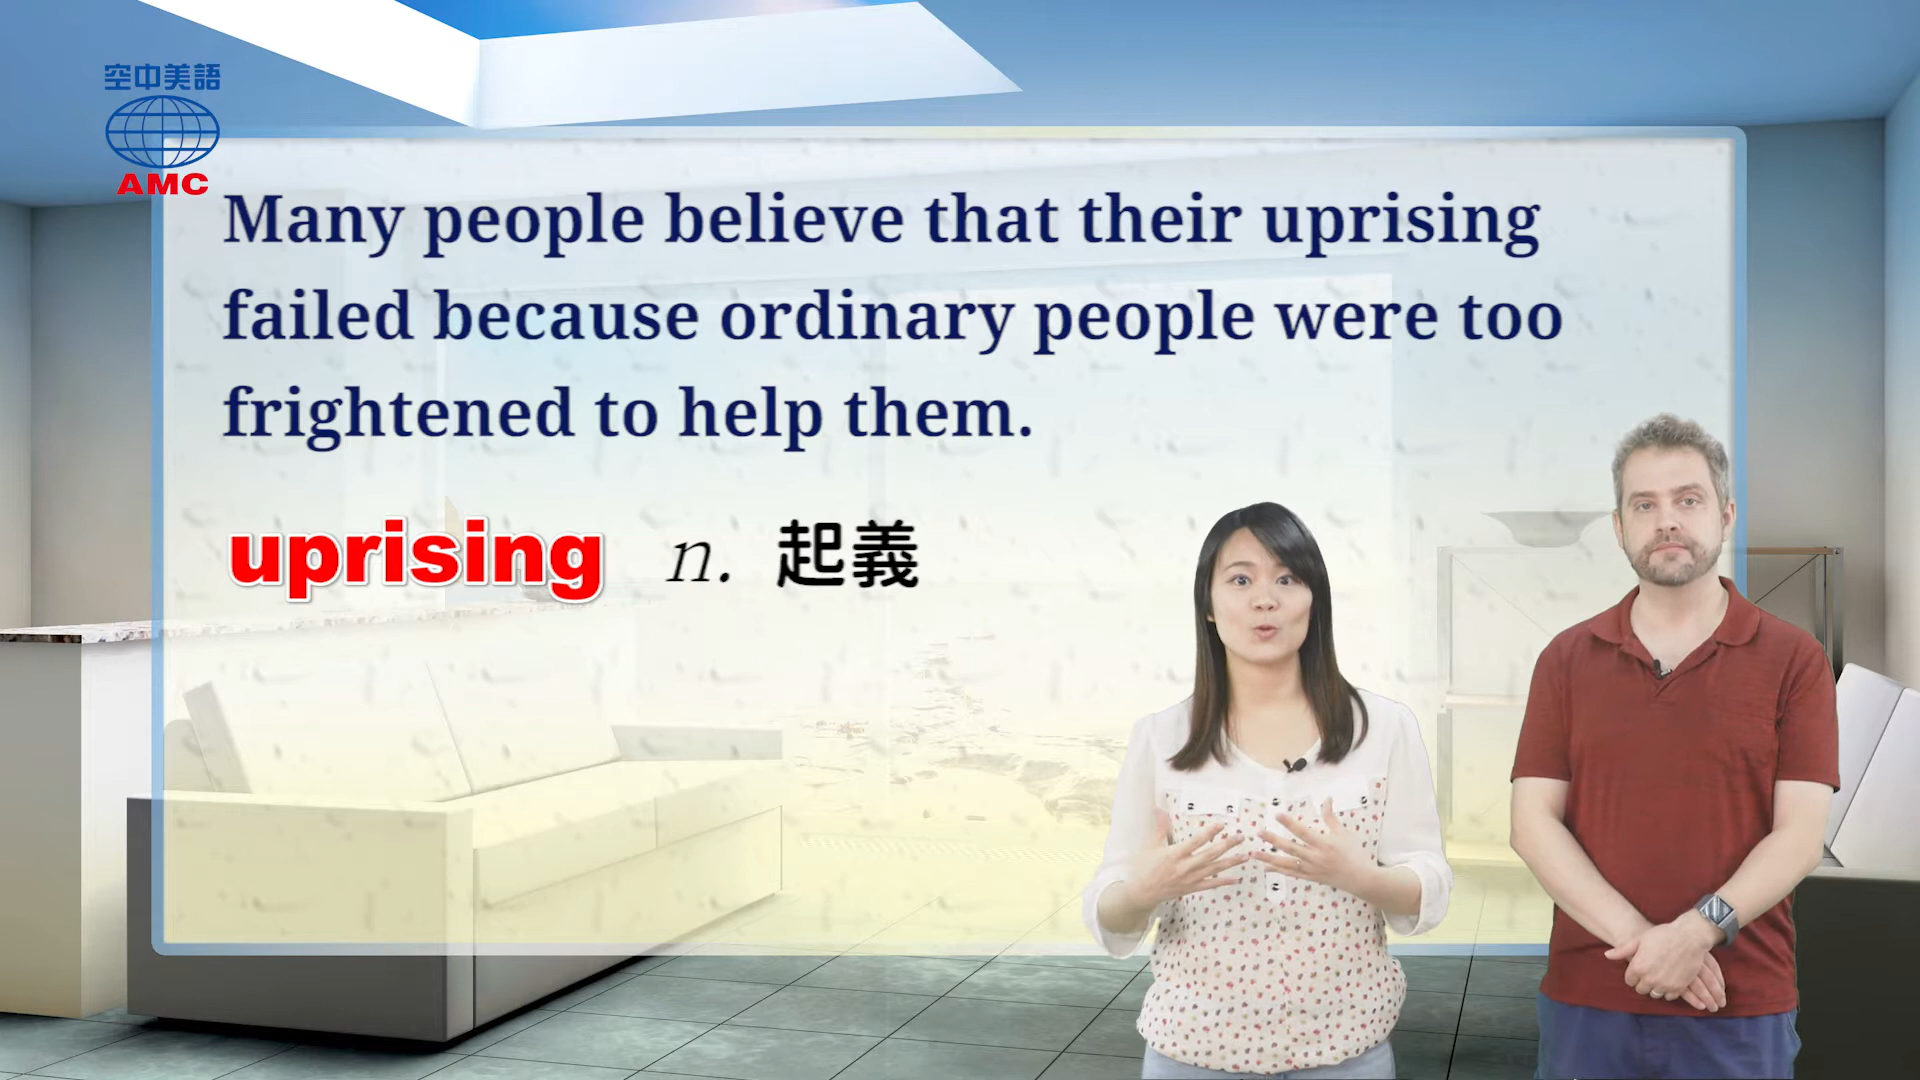 空中美語
AMC
Many people believe that their uprising
failed because ordinary people were too
frightened to help them.
uprising n. 起義